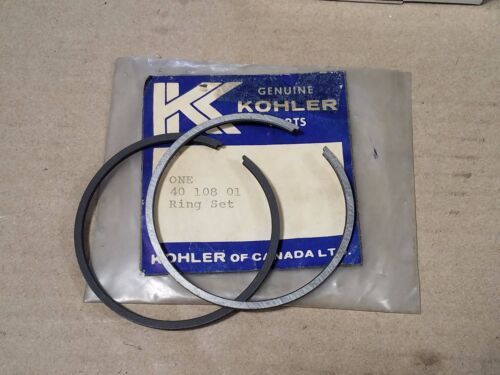 GENUINE
KOHLER
ONE
40 108 01
Ring Set
KOHLER OF CANADA LT